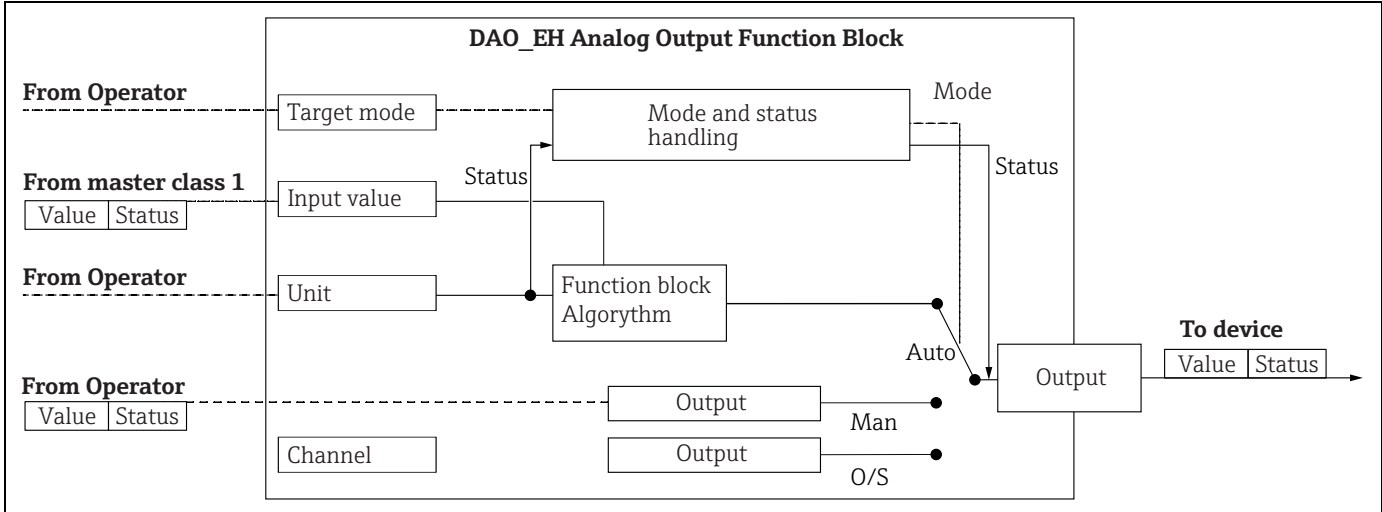 DAO_EH Analog Output Function Block
From Operator
Target mode
Mode and status
handling
Mode
From master class 1
Value Status
Input value
Status
Status
From Operator
Unit
Function block
Algorythm
Auto
To device
Value Status
Output
From Operator
Value Status
Output
Man
Channel
Output
O/S